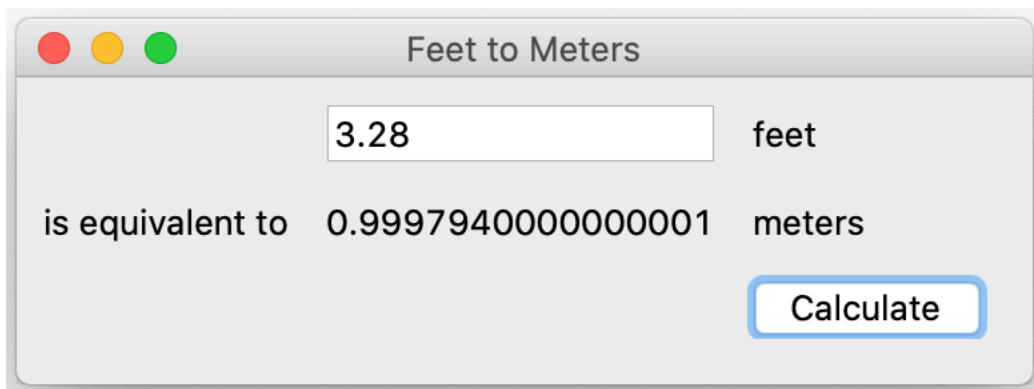 Feet to Meters
3.28 feet
is equivalent to 0.9997940000000001 meters
Calculate